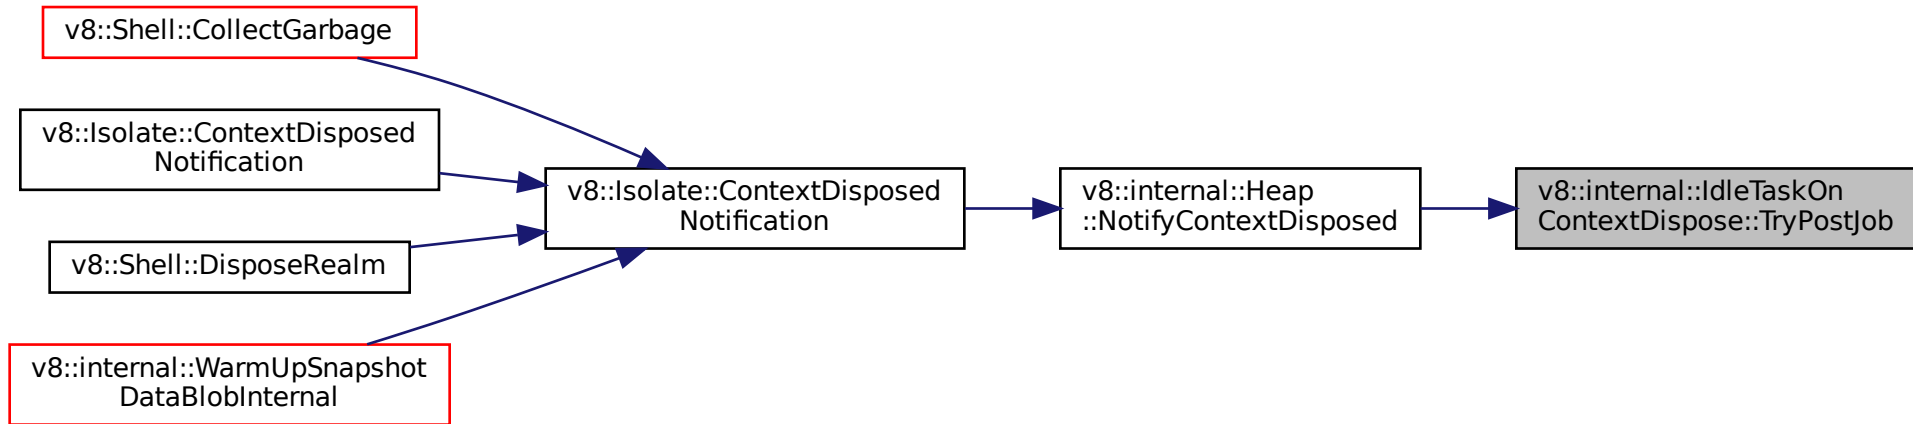 v8::Shell::CollectGarbage
v8::Isolate::ContextDisposed
Notification
v8::Shell::DisposeRealm
v8::internal::WarmUpSnapshot
DataBlobInternal
v8::Isolate::ContextDisposed
Notification
v8::internal::Heap
::NotifyContextDisposed
v8::internal::IdleTaskOn
ContextDispose::TryPostJob